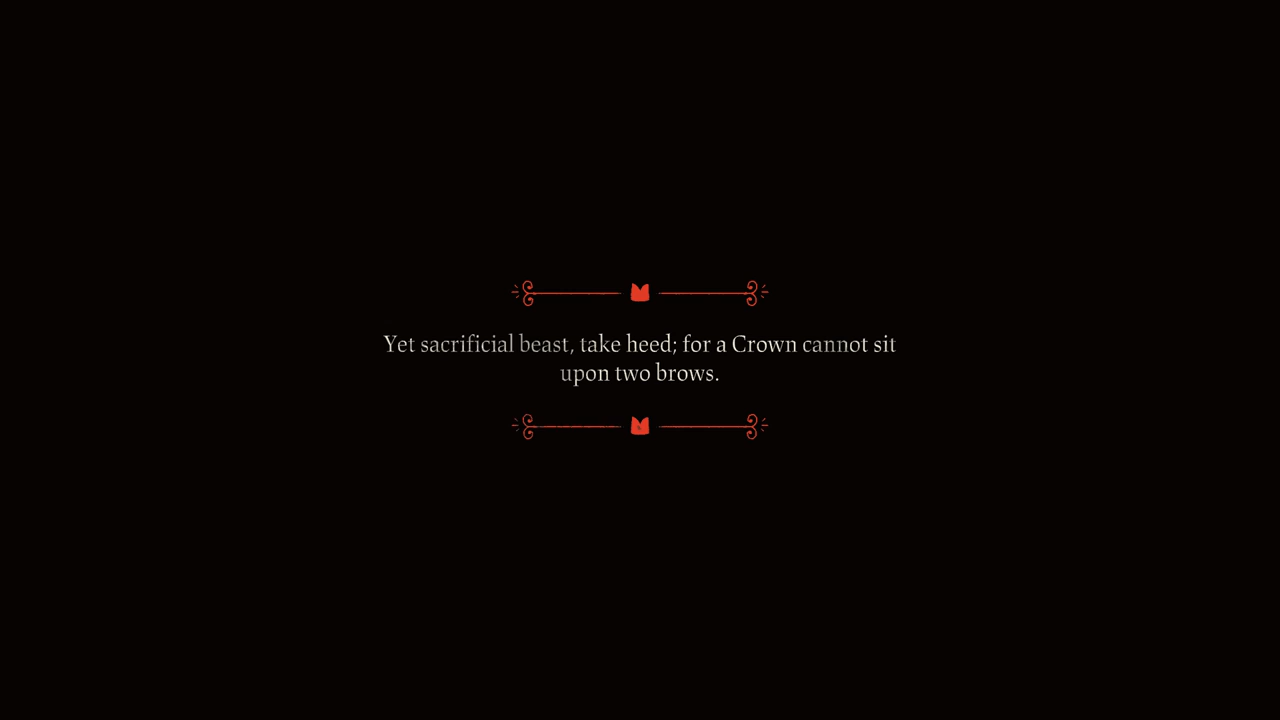 Yet sacrificial beast, take heed; for a Crown cannot sit
upon two brows.